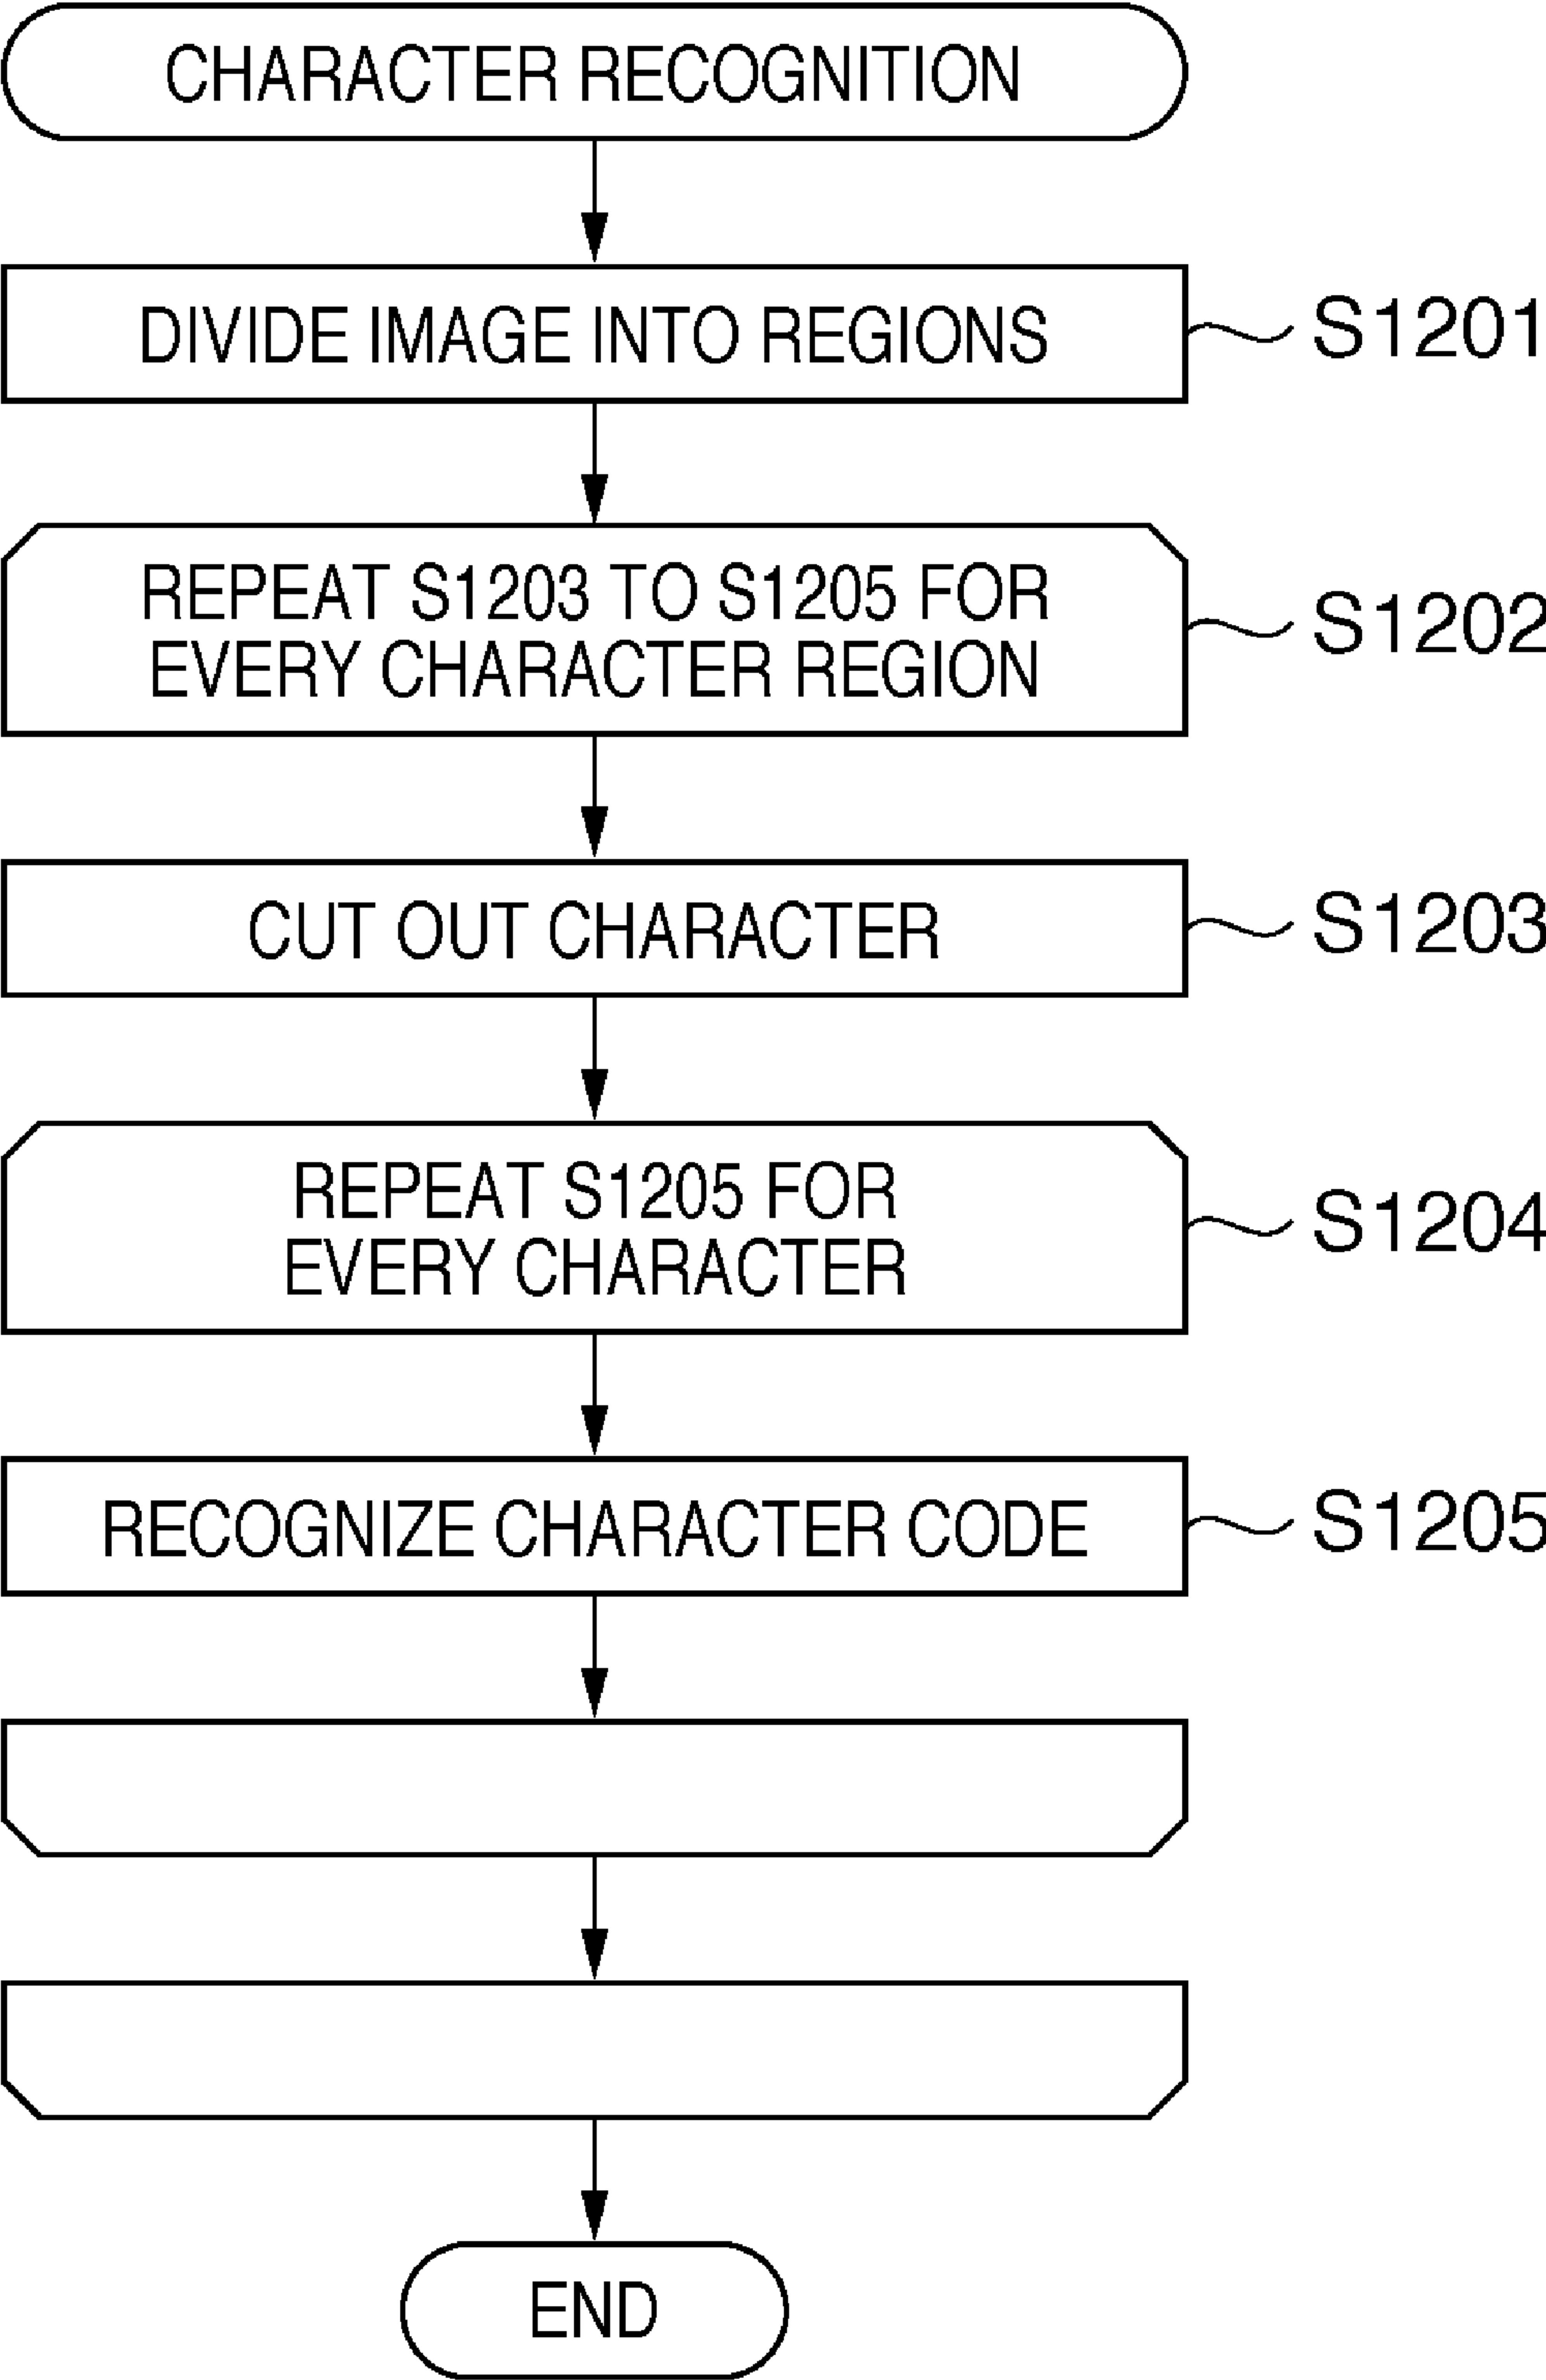 CHARACTER RECOGNITION
DIVIDE IMAGE INTO REGIONS
S1201
REPEAT S1203 TO S1205 FOR
EVERY CHARACTER REGION
S1202
CUT OUT CHARACTER
S1203
REPEAT S1205 FOR
EVERY CHARACTER
S1204
RECOGNIZE CHARACTER CODE
S1205
END